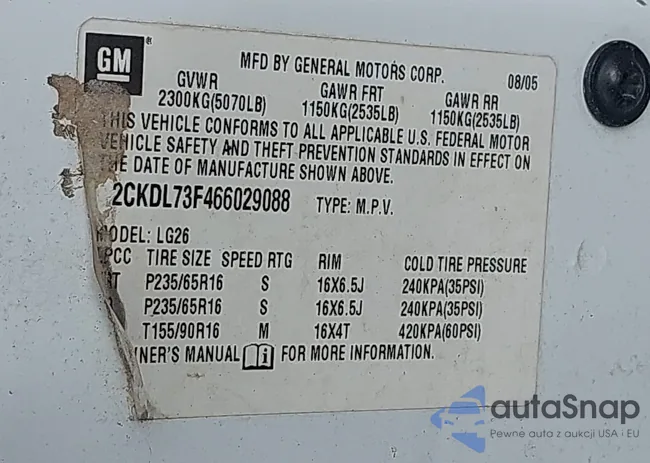 GM
MFD BY GENERAL MOTORS CORP. 08/05
GVWR GAWR FRT GAWR RR
2300KG(5070LB) 1150KG(2535LB) 1150KG(2535LB)
THIS VEHICLE CONFORMS TO ALL APPLICABLE U.S. FEDERAL MOTOR
VEHICLE SAFETY AND THEFT PREVENTION STANDARDS IN EFFECT ON
THE DATE OF MANUFACTURE SHOWN ABOVE.
2CKDL73F466029088 TYPE: M.P.V.
MODEL: LG26
PCC TIRE SIZE SPEED RTG RIM COLD TIRE PRESSURE
T P235/65R16 S 16X6.5J 240KPA(35PSI)
P235/65R16 S 16X6.5J 240KPA(35PSI)
T155/90R16 M 16X4T 420KPA(60PSI)
NER'S MANUAL FOR MORE INFORMATION.
autaSnap
Pewne auta z aukcji USA i EU